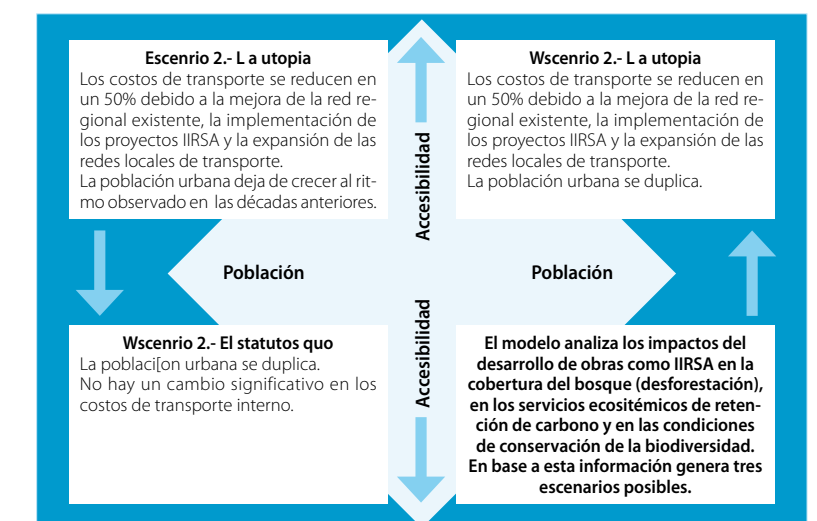 Escenrio 2.- L a utopia
Los costos de transporte se reducen en
un 50% debido a la mejora de la red re-
gional existente, la implementación de
los proyectos IIRSA y la expansión de las
redes locales de transporte.
La población urbana deja de crecer al rit-
mo observado en las décadas anteriores.
Accesibilidad
Wscenrio 2.- L a utopia
Los costos de transporte se reducen en
un 50% debido a la mejora de la red re-
gional existente, la implementación de
los proyectos IIRSA y la expansión de las
redes locales de transporte.
La población urbana se duplica.
Población
Población
Wscenrio 2.- El statutos quo
La poblaci[on urbana se duplica.
No hay un cambio significativo en los
costos de transporte interno.
Accesibilidad
El modelo analiza los impactos del
desarrollo de obras como IIRSA en la
cobertura del bosque (desforestación),
en los servicios ecositémicos de reten-
ción de carbono y en las condiciones
de conservación de la biodiversidad.
En base a esta información genera tres
escenarios posibles.